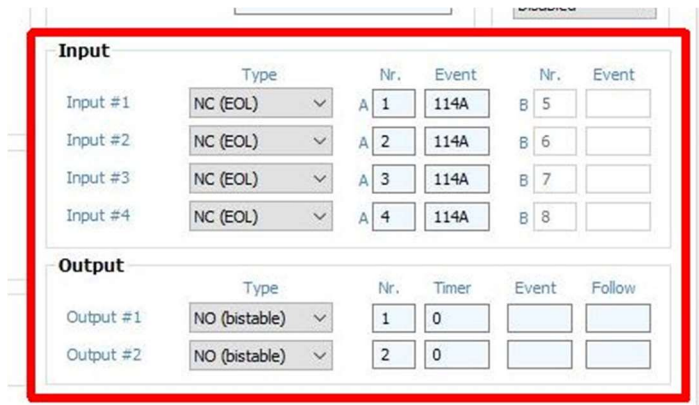 Input
Type Nr. Event Nr. Event
Input #1 NC (EOL) A 1 114A B 5
Input #2 NC (EOL) A 2 114A B 6
Input #3 NC (EOL) A 3 114A B 7
Input #4 NC (EOL) A 4 114A B 8
Output
Type Nr. Timer Event Follow
Output #1 NO (bistable) 1 0
Output #2 NO (bistable) 2 0